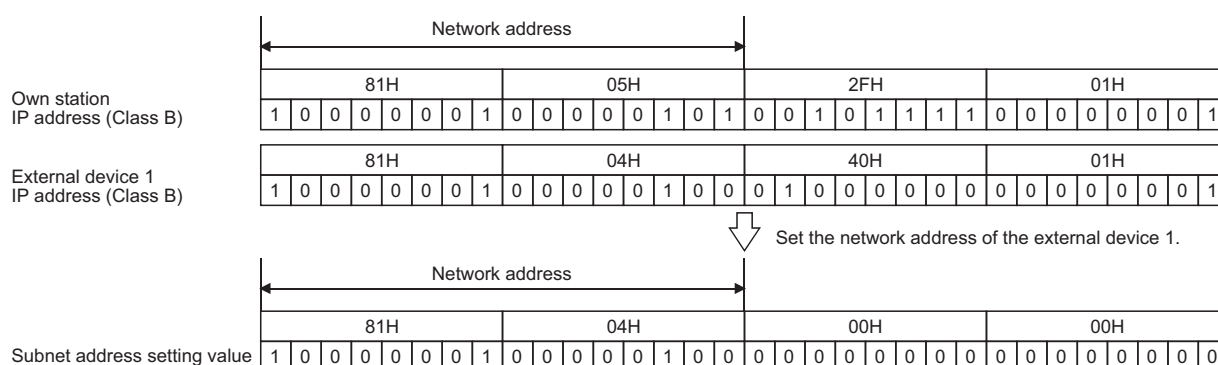 Network address
81H 05H 2FH 01H
Own station
IP address (Class B)
1 0 0 0 0 0 0 1 0 0 0 0 0 1 0 1 0 0 1 0 1 1 1 1 0 0 0 0 0 0 0 1
81H 04H 40H 01H
External device 1
IP address (Class B)
1 0 0 0 0 0 0 1 0 0 0 0 0 1 0 0 0 1 0 0 0 0 0 0 0 0 0 0 0 0 0 1
Set the network address of the external device 1.
Network address
81H 04H 00H 00H
Subnet address setting value 1 0 0 0 0 0 0 1 0 0 0 0 0 1 0 0 0 0 0 0 0 0 0 0 0 0 0 0 0 0 0 0